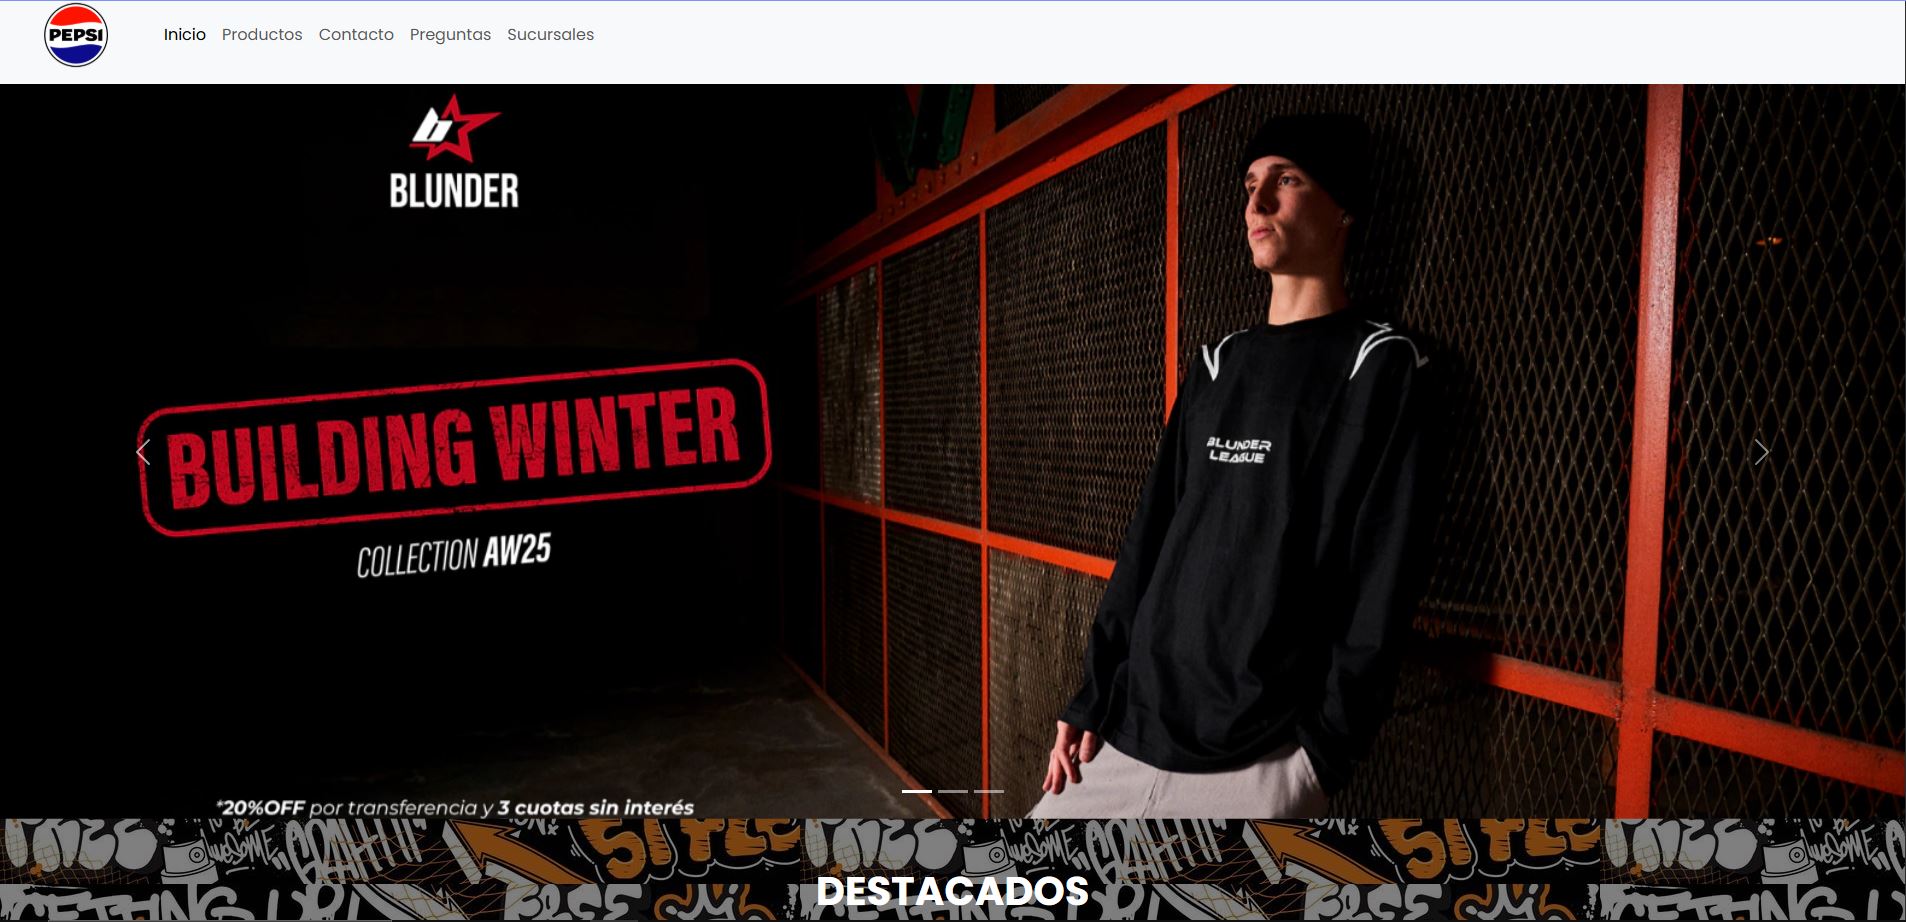 PEPSI
Inicio Productos Contacto Preguntas Sucursales
b
BLUNDER
BUILDING WINTER
COLLECTION AW25
BLUNDER
LEAGUE
*20%OFF por transferencia y 3 cuotas sin interés
DESTACADOS